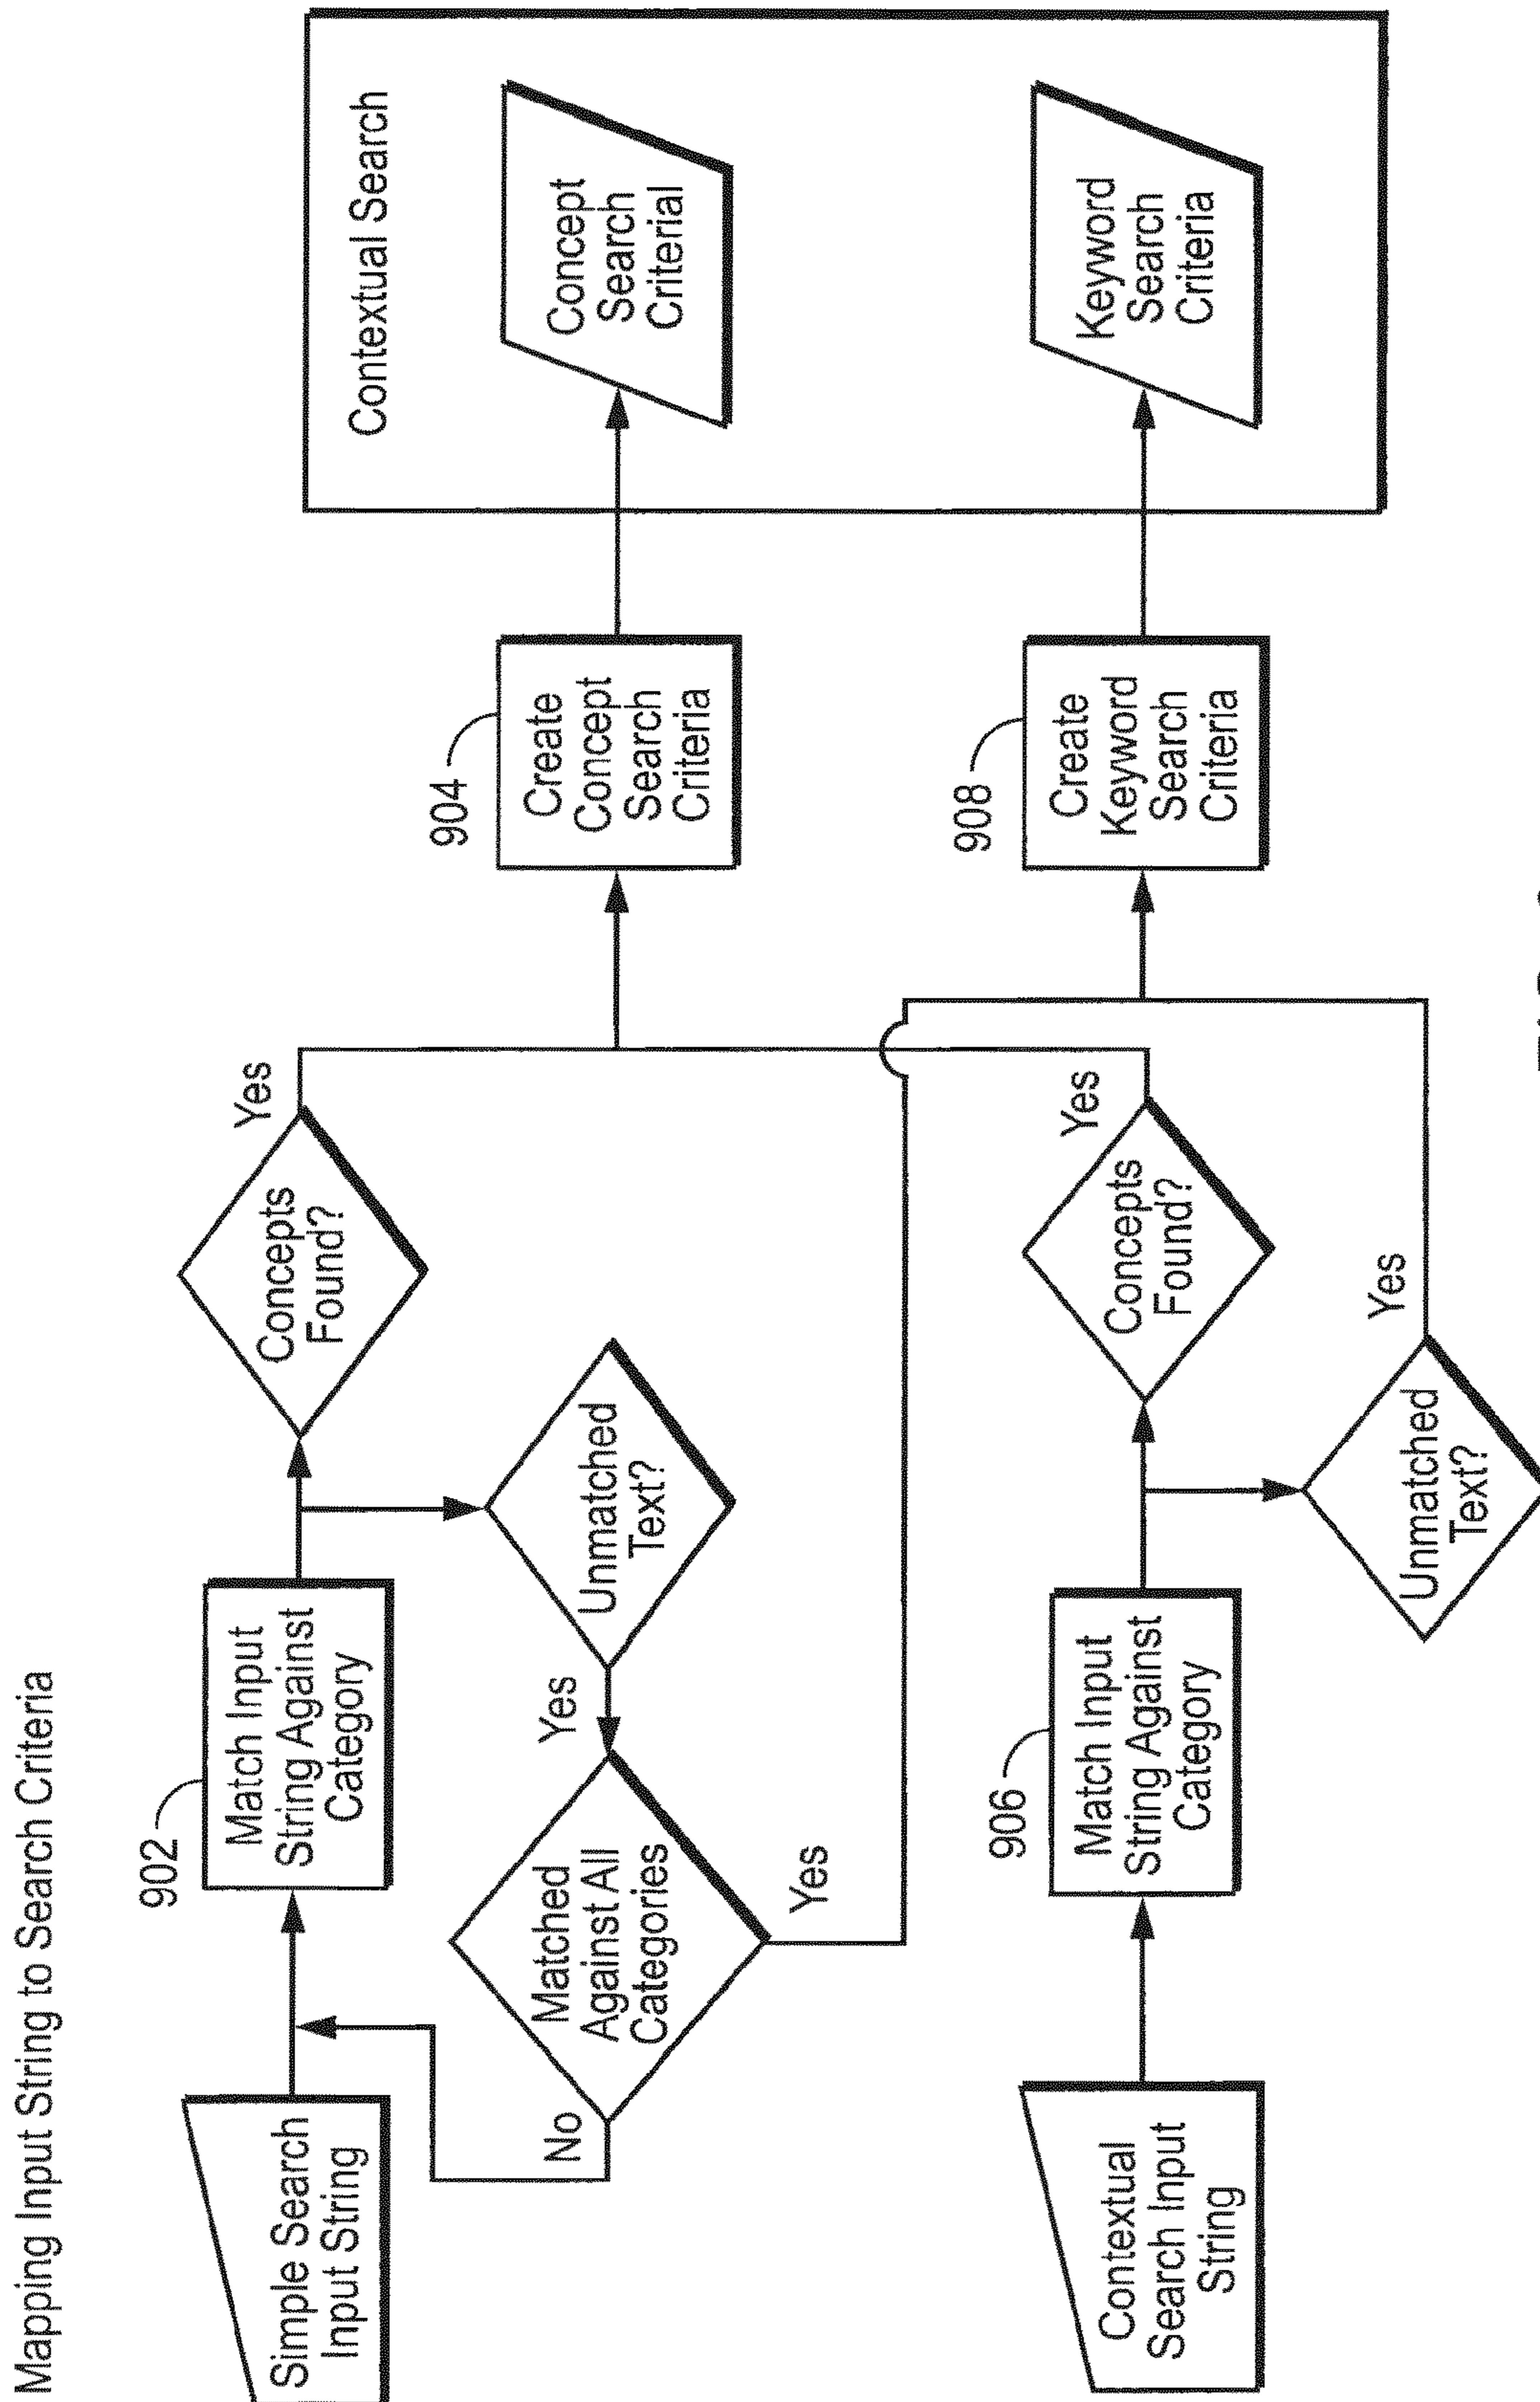 Mapping Input String to Search Criteria
Simple Search
Input String
902
Match Input
String Against
Category
Concepts
Found?
Yes
Unmatched
Text?
Yes
Matched
Against All
Categories
No
Yes
904
Create
Concept
Search
Criteria
Contextual Search
Concept
Search
Criterial
Contextual
Search Input
String
906
Match Input
String Against
Category
Concepts
Found?
Yes
Unmatched
Text?
Yes
908
Create
Keyword
Search
Criteria
Keyword
Search
Criteria